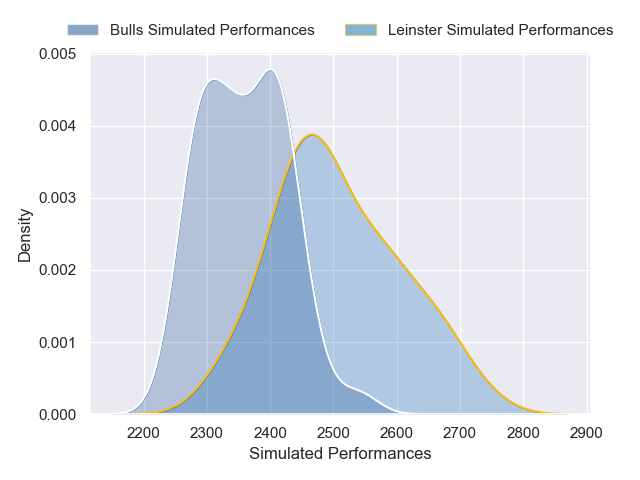 Bulls Simulated Performances
Leinster Simulated Performances
0.005
0.004
0.003
0.002
0.001
0.000
Density
2200 2300 2400 2500 2600 2700 2800 2900
Simulated Performances